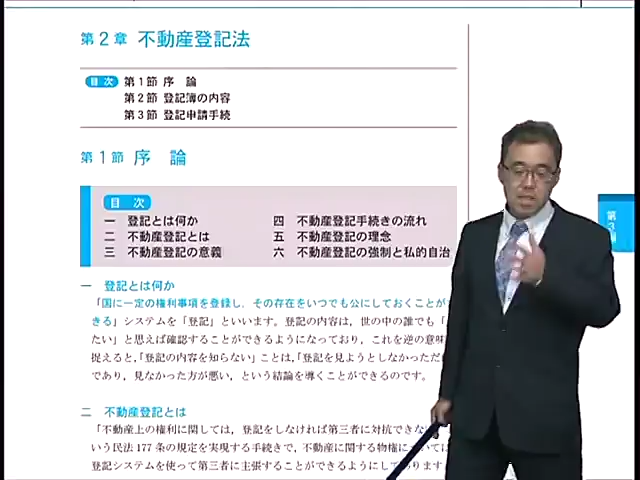 第2章 不動産登記法
目次 第1節 序 論
第2節 登記簿の内容
第3節 登記申請手続
第1節 序 論
目次
一 登記とは何か 四 不動産登記手続きの流れ
二 不動産登記とは 五 不動産登記の理念
三 不動産登記の意義 六 不動産登記の強制と私的自治
一 登記とは何か
「国に一定の権利事項を登録し，その存在をいつでも公にしておくことが
きる」システムを「登記」といいます。登記の内容は，世の中の誰でも「
たい」と思えば確認することができるようになっており，これを逆の意味
捉えると，「登記の内容を知らない」ことは，「登記を見ようとしなかっただ
であり，見なかった方が悪い，という結論を導くことができるのです。
二 不動産登記とは
「不動産上の権利に関しては，登記をしなければ第三者に対抗できな
いう民法177条の規定を実現する手続きで，不動産に関する物権については
登記システムを使って第三者に主張することができるようにして おります
第3